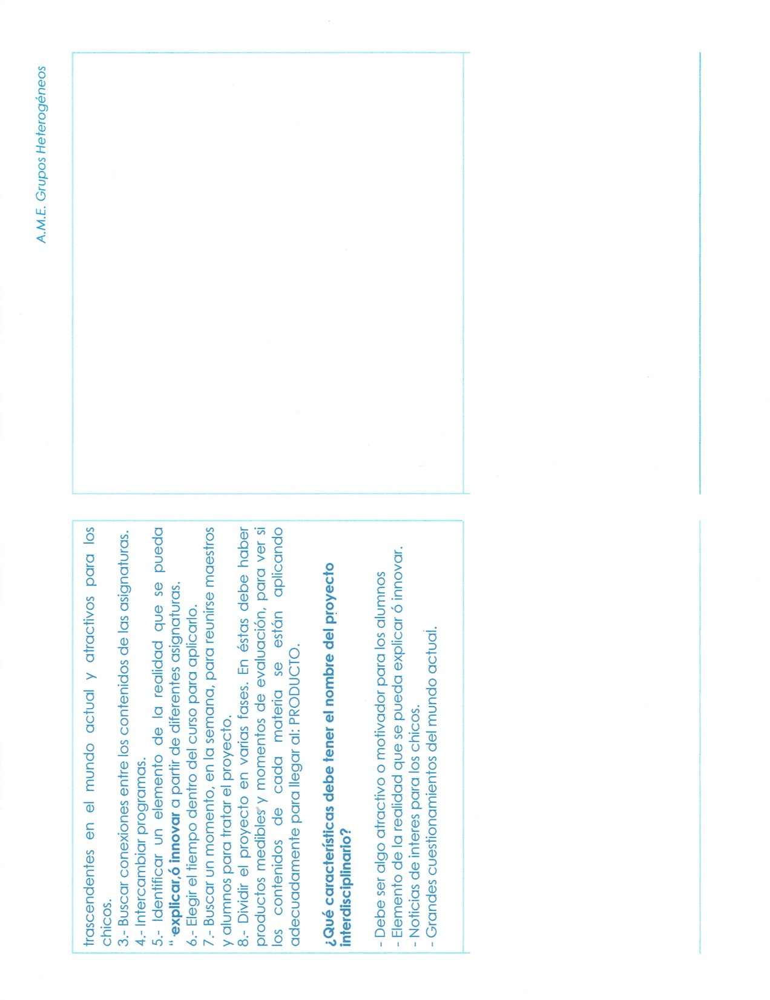 A.M.E. Grupos Heterogéneos
trascendentes en el mundo actual y atractivos para los
chicos.
3.- Buscar conexiones entre los contenidos de las asignaturas.
4.- Intercambiar programas.
5.- Identificar un elemento de la realidad que se pueda
“ explicar,ó innovar a partir de diferentes asignaturas.
6.- Elegir el tiempo dentro del curso para aplicarlo.
7.- Buscar un momento, en la semana, para reunirse maestros
y alumnos para tratar el proyecto.
8.- Dividir el proyecto en varias fases. En éstas debe haber
productos medibles y momentos de evaluación, para ver si
los contenidos de cada materia se están aplicando
adecuadamente para llegar al: PRODUCTO.
¿Qué características debe tener el nombre del proyecto
interdisciplinario?
- Debe ser algo atractivo o motivador para los alumnos
- Elemento de la realidad que se pueda explicar ó innovar.
- Noticias de interes para los chicos.
- Grandes cuestionamientos del mundo actual.